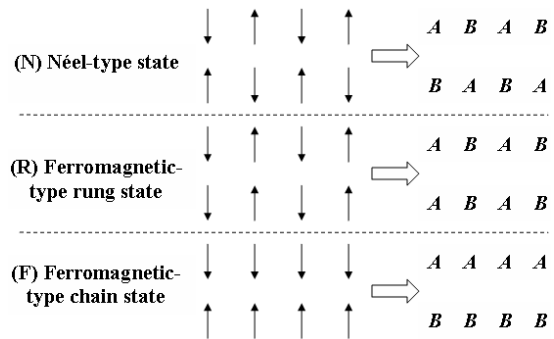 A B A B
(N) Néel-type state
B A B A
A B A B
(R) Ferromagnetic-
type rung state
A B A B
(F) Ferromagnetic-
type chain state
A A A A
B B B B